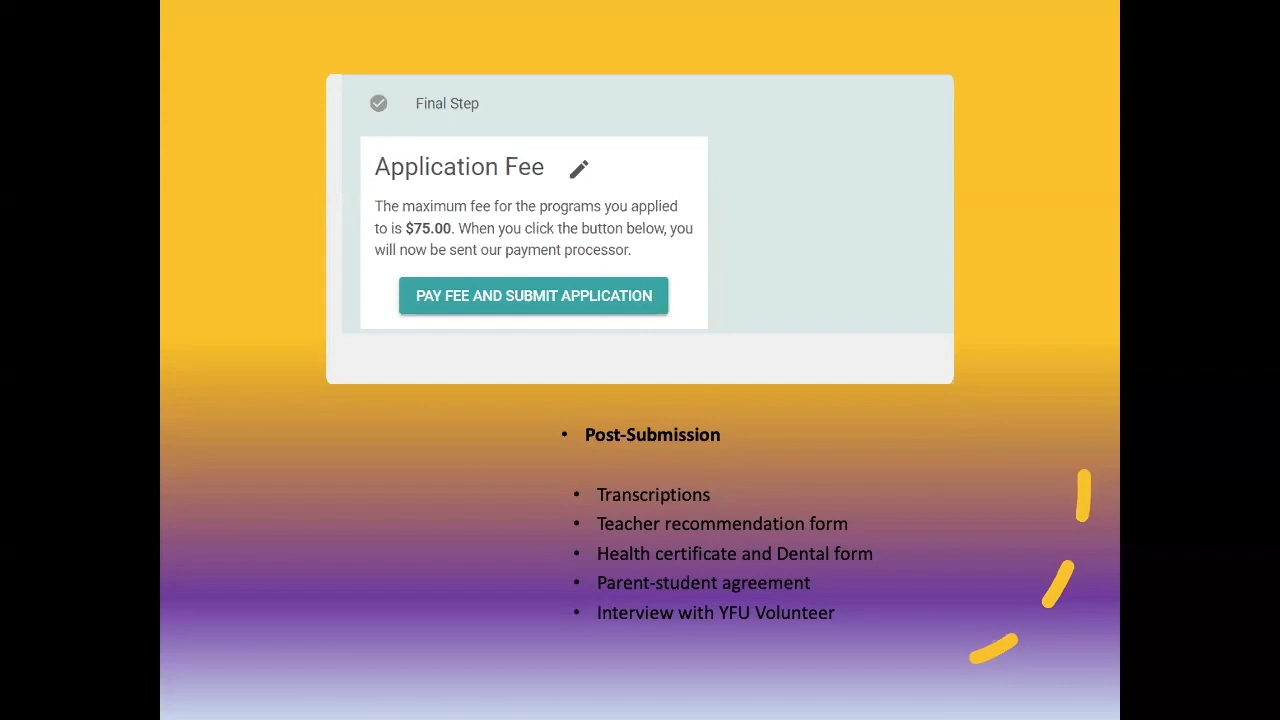 Final Step
Application Fee
The maximum fee for the programs you applied
to is $75.00. When you click the button below, you
will now be sent our payment processor.
PAY FEE AND SUBMIT APPLICATION
• Post-Submission
• Transcriptions
• Teacher recommendation form
• Health certificate and Dental form
• Parent-student agreement
• Interview with YFU Volunteer